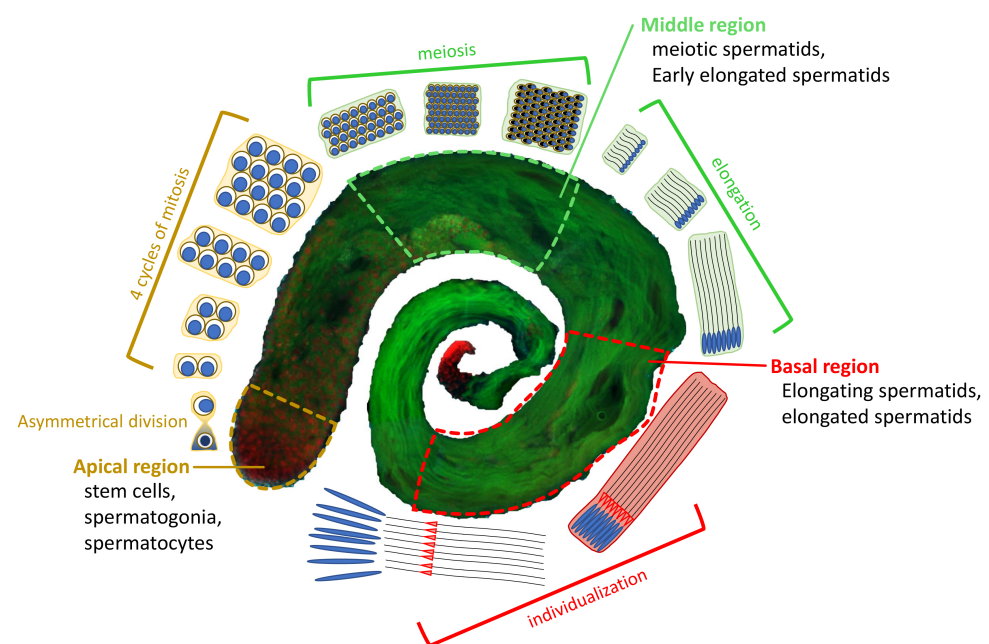 Middle region
meiotic spermatids,
Early elongated spermatids
meiosis
elongation
4 cycles of mitosis
Basal region
Elongating spermatids,
elongated spermatids
Asymmetrical division
Apical region
stem cells,
spermatogonia,
spermatocytes
individualization